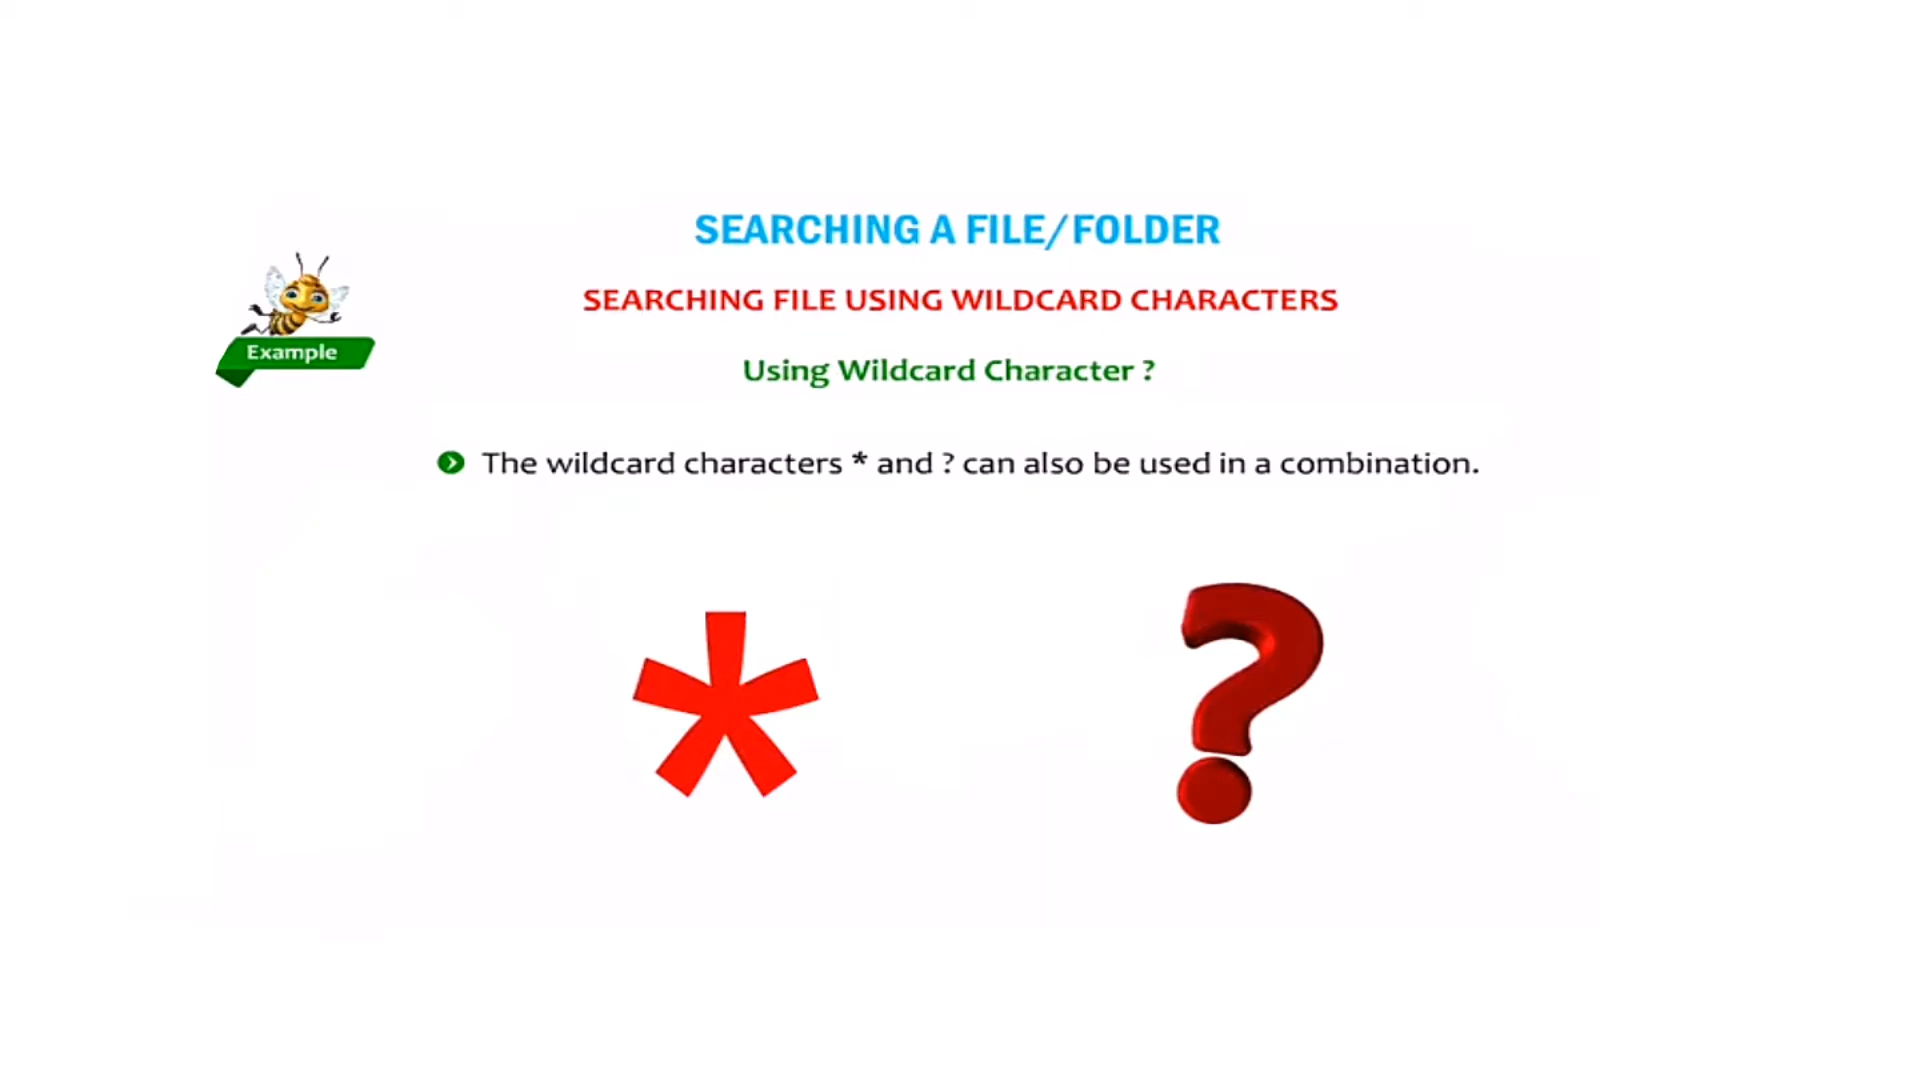 SEARCHING A FILE/FOLDER
SEARCHING FILE USING WILDCARD CHARACTERS
Example
Using Wildcard Character ?
The wildcard characters * and ? can also be used in a combination.
* ?